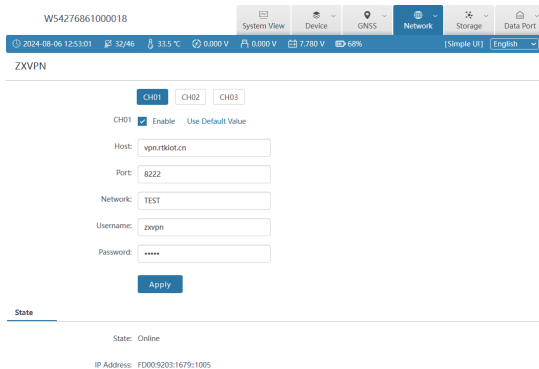 W54276861000018
System View
Device
GNSS
Network
Storage
Data Port
2024-08-06 12:53:01 32/46 33.5 ℃ 0.000 V 0.000 V 7.780 V 68% [Simple UI] English
ZXVPN
CH01 CH02 CH03
CH01 Enable Use Default Value
Host: vpn.rtkiot.cn
Port: 8222
Network: TEST
Username: zxvpn
Password: •••••
Apply
State
State: Online
IP Address: FD00:9203:1679::1005